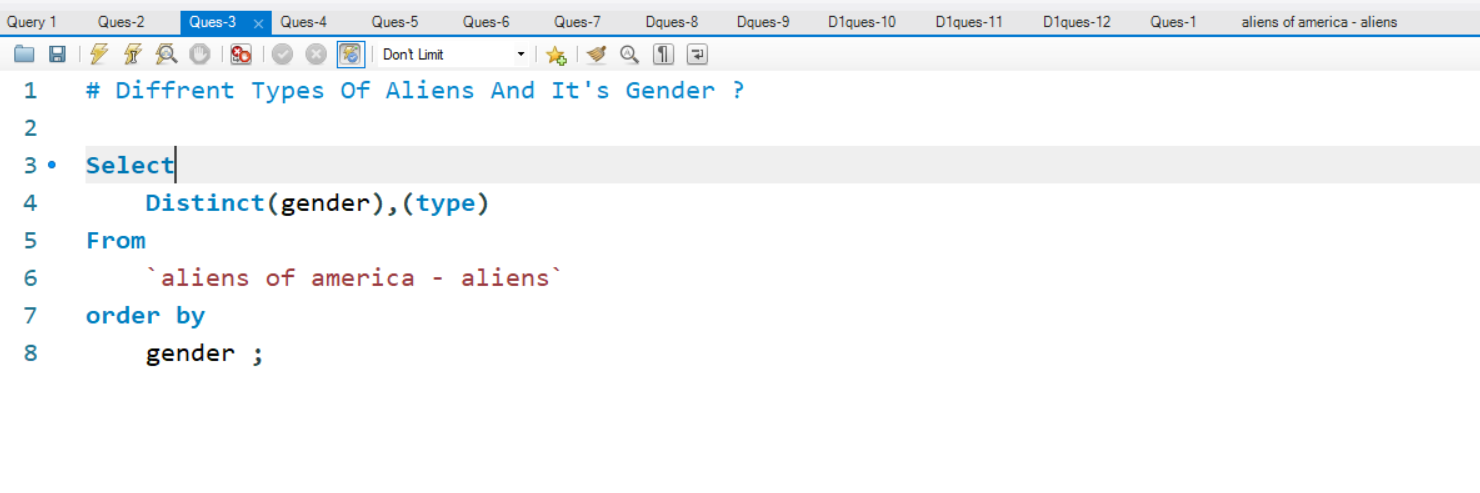 Query 1 Ques-2 Ques-3 Ques-4 Ques-5 Ques-6 Ques-7 Dques-8 Dques-9 D1ques-10 D1ques-11 D1ques-12 Ques-1 aliens of america - aliens
Don't Limit
1 # Diffrent Types Of Aliens And It's Gender ?
2
3 Select
4 Distinct(gender),(type)
5 From
6 `aliens of america - aliens`
7 order by
8 gender ;